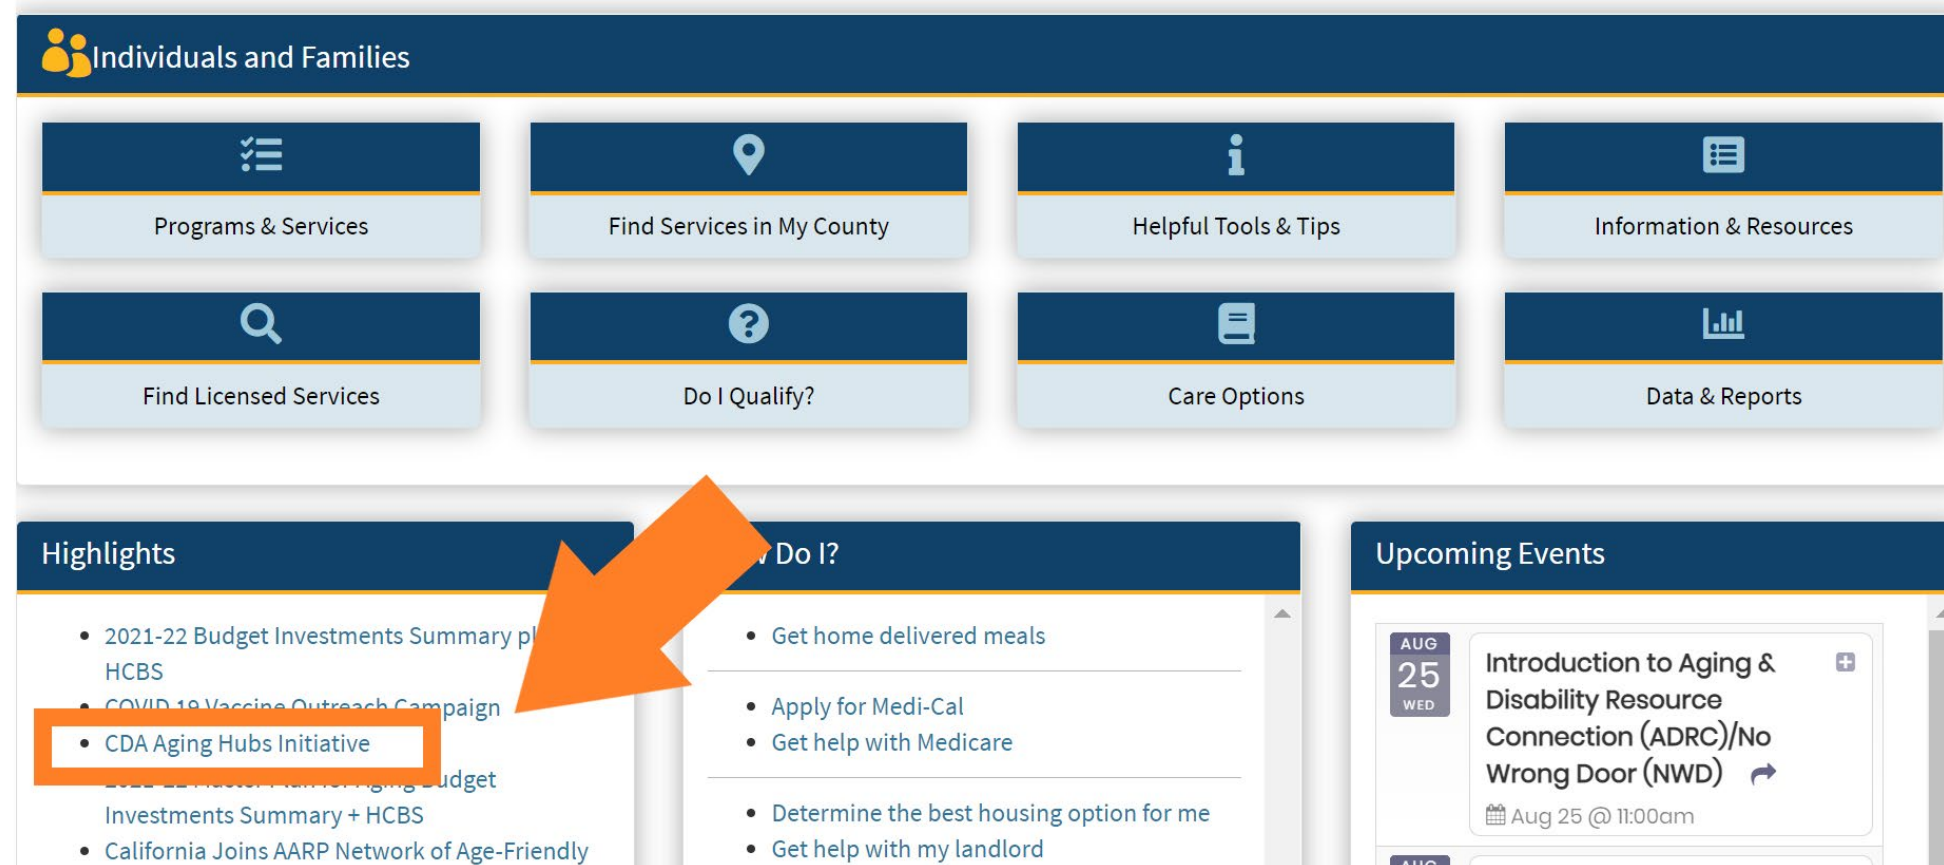 Individuals and Families
Programs & Services
Find Services in My County
Helpful Tools & Tips
Information & Resources
Find Licensed Services
Do I Qualify?
Care Options
Data & Reports
Highlights
2021-22 Budget Investments Summary
HCBS
COVID 19 Vaccine Outreach Campaign
CDA Aging Hubs Initiative
Investments Summary + HCBS
California Joins AARP Network of Age-Friendly
Do I?
Get home delivered meals
Apply for Medi-Cal
Get help with Medicare
Determine the best housing option for me
Get help with my landlord
Upcoming Events
AUG
25
WED
Introduction to Aging &
Disability Resource
Connection (ADRC)/No
Wrong Door (NWD)
Aug 25 @ 11:00am